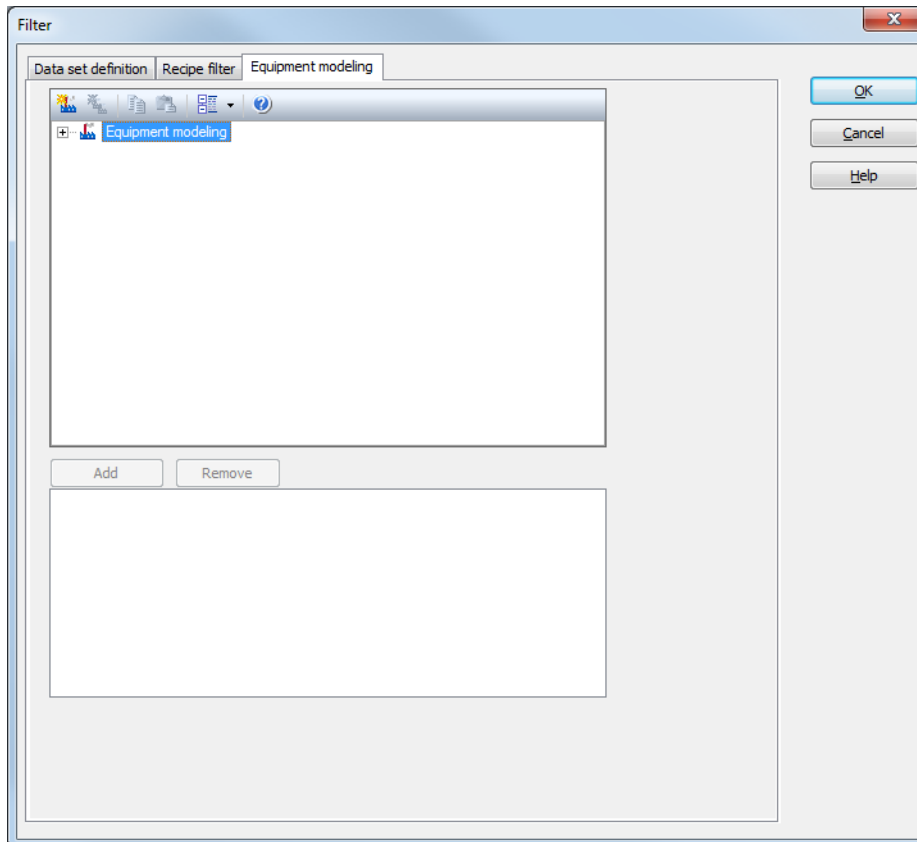 Filter
Data set definition Recipe filter Equipment modeling
Equipment modeling
Add Remove
OK
Cancel
Help